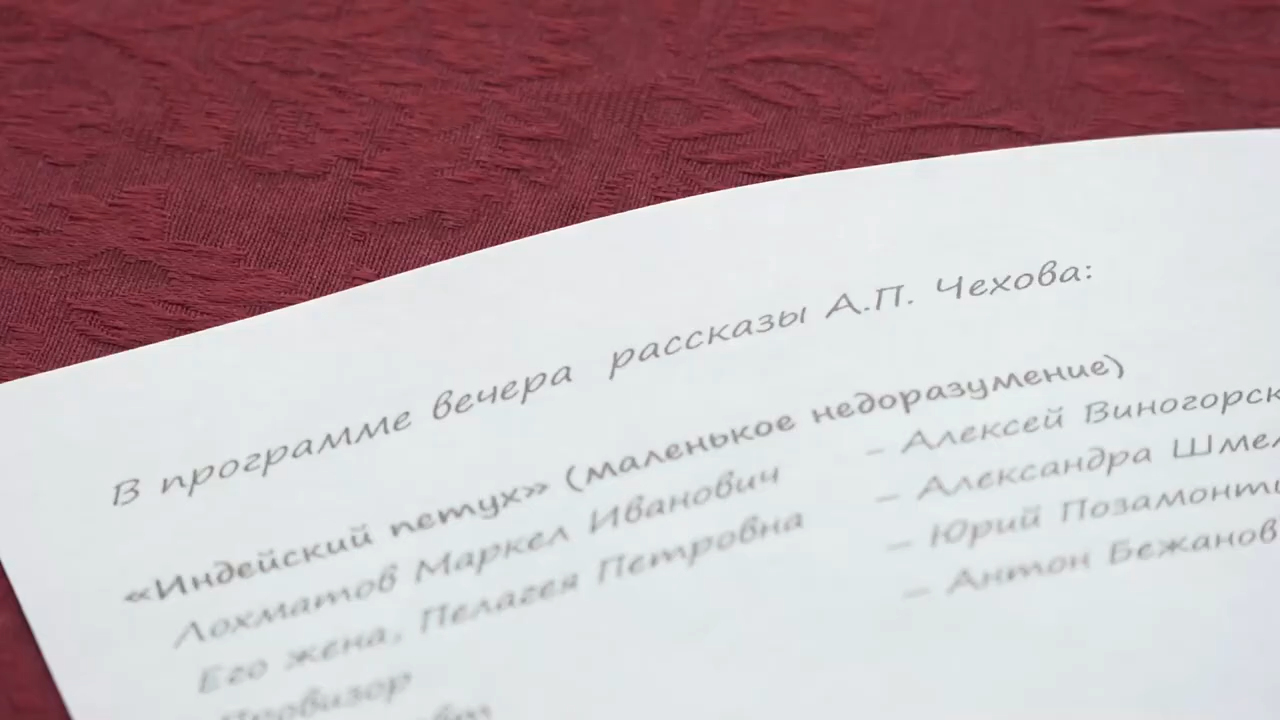 В программе вечера рассказы А.П. Чехова:
«Индейский петух» (маленькое недоразумение)
Лохматов Маркел Иванович – Алексей Виногорск
Его жена, Пелагея Петровна – Александра Шмел
Провизор – Юрий Позамонти
– Антон Бежанов